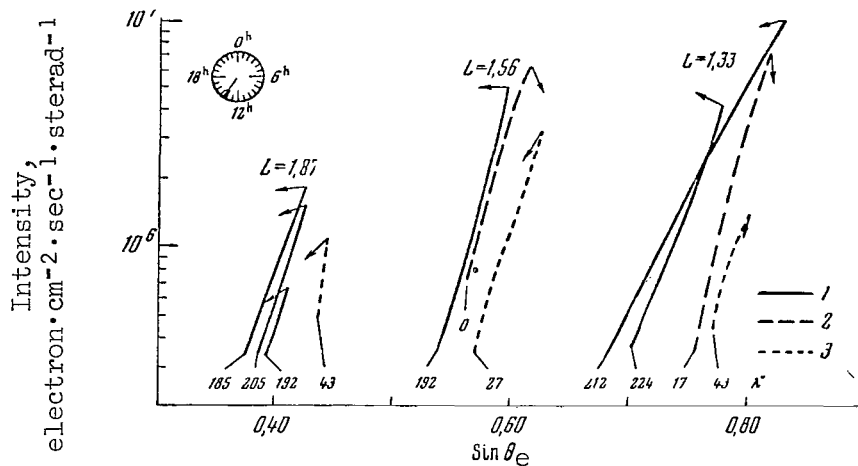 Intensity,
electron·cm⁻²·sec⁻¹·sterad⁻¹
10⁷
10⁶
0ʰ
18ʰ
6ʰ
12ʰ
L=1,87
L=1,56
L=1,33
0
1
2
3
185 205 192 43 192 27 212 224 17 43 λ°
0,40 0,60 0,80
Sin θe